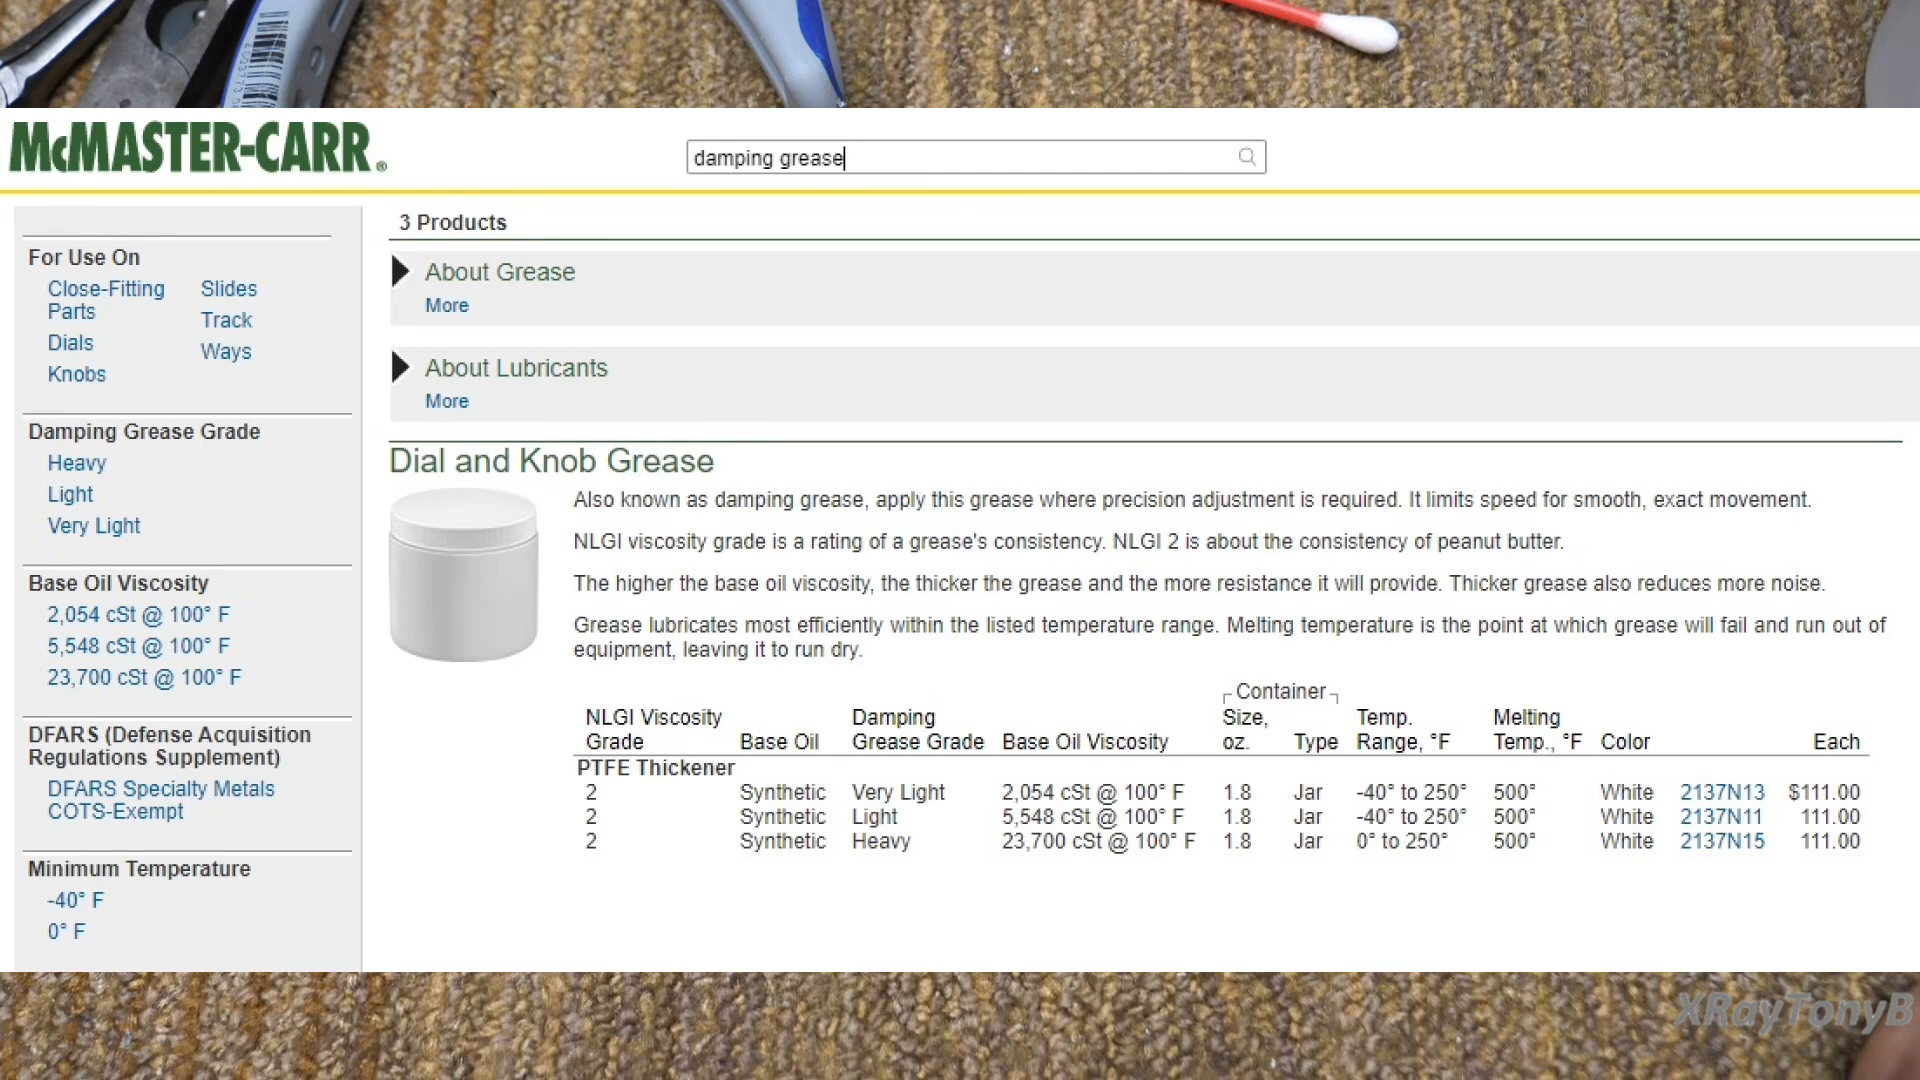 McMASTER-CARR®
damping grease
For Use On
Close-Fitting
Parts
Dials
Knobs
Slides
Track
Ways
Damping Grease Grade
Heavy
Light
Very Light
Base Oil Viscosity
2,054 cSt @ 100° F
5,548 cSt @ 100° F
23,700 cSt @ 100° F
DFARS (Defense Acquisition
Regulations Supplement)
DFARS Specialty Metals
COTS-Exempt
Minimum Temperature
-40° F
0° F
3 Products
About Grease
More
About Lubricants
More
Dial and Knob Grease
Also known as damping grease, apply this grease where precision adjustment is required. It limits speed for smooth, exact movement.
NLGI viscosity grade is a rating of a grease's consistency. NLGI 2 is about the consistency of peanut butter.
The higher the base oil viscosity, the thicker the grease and the more resistance it will provide. Thicker grease also reduces more noise.
Grease lubricates most efficiently within the listed temperature range. Melting temperature is the point at which grease will fail and run out of
equipment, leaving it to run dry.
Container
NLGI Viscosity Damping Size, Temp. Melting
Grade Base Oil Grease Grade Base Oil Viscosity oz. Type Range, °F Temp., °F Color Each
PTFE Thickener
2 Synthetic Very Light 2,054 cSt @ 100° F 1.8 Jar -40° to 250° 500° White 2137N13 $111.00
2 Synthetic Light 5,548 cSt @ 100° F 1.8 Jar -40° to 250° 500° White 2137N11 111.00
2 Synthetic Heavy 23,700 cSt @ 100° F 1.8 Jar 0° to 250° 500° White 2137N15 111.00
XRayTonyB